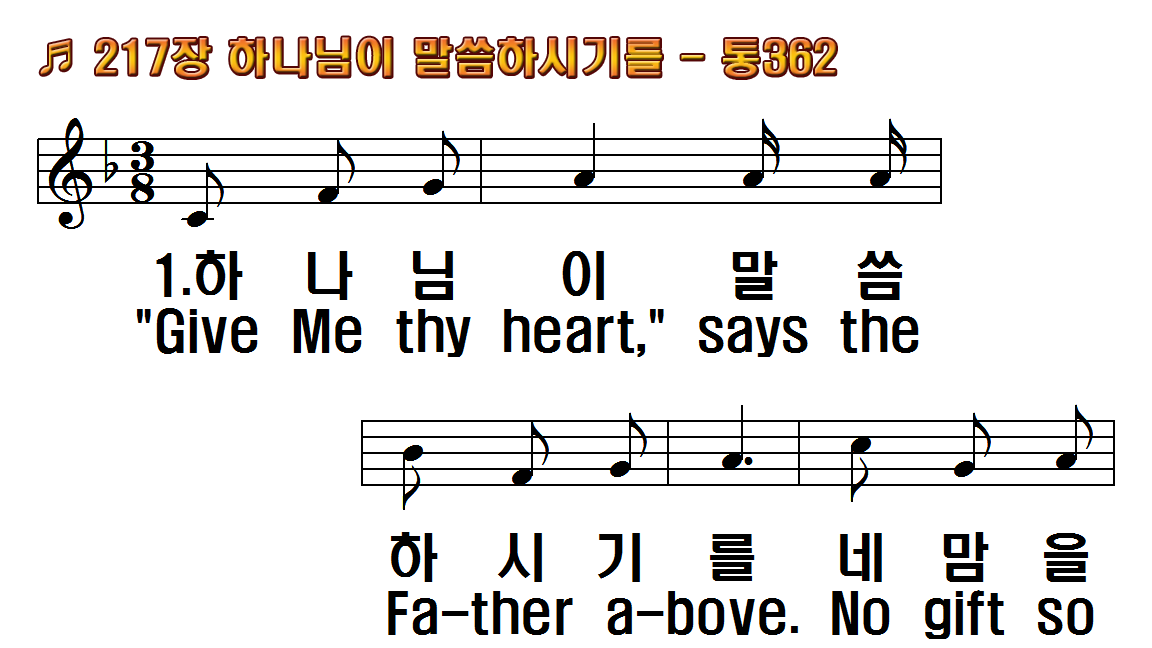 ♬ 217장 하나님이 말씀하시기를 - 통362
3
8
1.하 나 님 이 말 씀
"Give Me thy heart," says the
하 시 기 를 네 맘 을
Fa-ther a-bove. No gift so